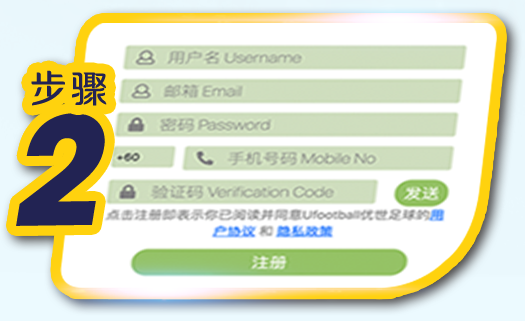 步骤
2
用户名 Username
邮箱 Email
密码 Password
+60 手机号码 Mobile No
验证码 Verification Code 发送
点击注册即表示你已阅读并同意Ufootball优世足球的用
户协议 和 隐私政策
注册